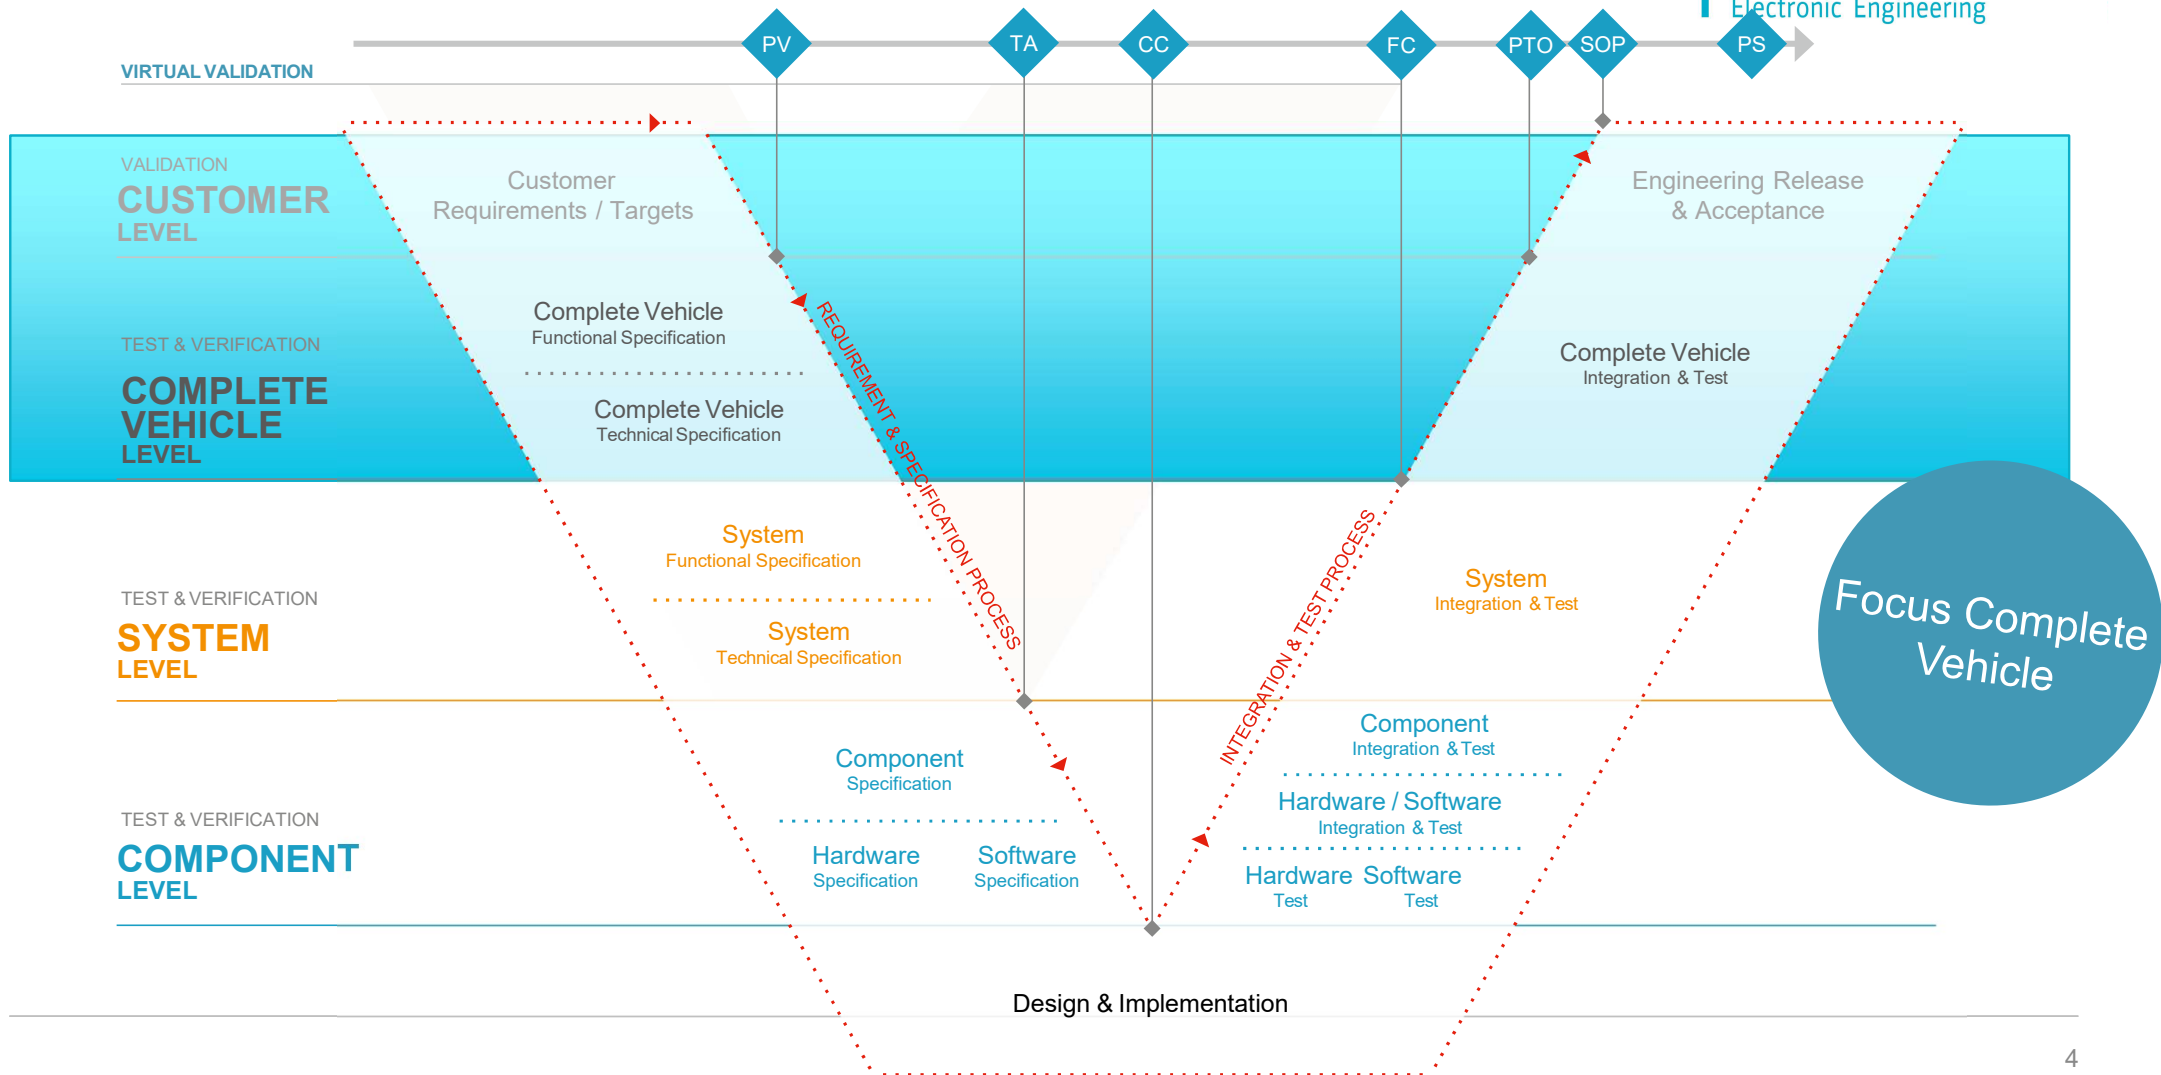 Electronic Engineering
PV
TA
CC
FC
PTO
SOP
PS
VIRTUAL VALIDATION
VALIDATION
CUSTOMER
LEVEL
Customer
Requirements / Targets
Engineering Release
& Acceptance
TEST & VERIFICATION
COMPLETE
VEHICLE
LEVEL
Complete Vehicle
Functional Specification
Complete Vehicle
Technical Specification
REQUIREMENT & SPECIFICATION PROCESS
Complete Vehicle
Integration & Test
TEST & VERIFICATION
SYSTEM
LEVEL
System
Functional Specification
System
Technical Specification
INTEGRATION & TEST PROCESS
System
Integration & Test
Focus Complete
Vehicle
TEST & VERIFICATION
COMPONENT
LEVEL
Component
Specification
Hardware
Specification
Software
Specification
Component
Integration & Test
Hardware / Software
Integration & Test
Hardware
Test
Software
Test
Design & Implementation
4